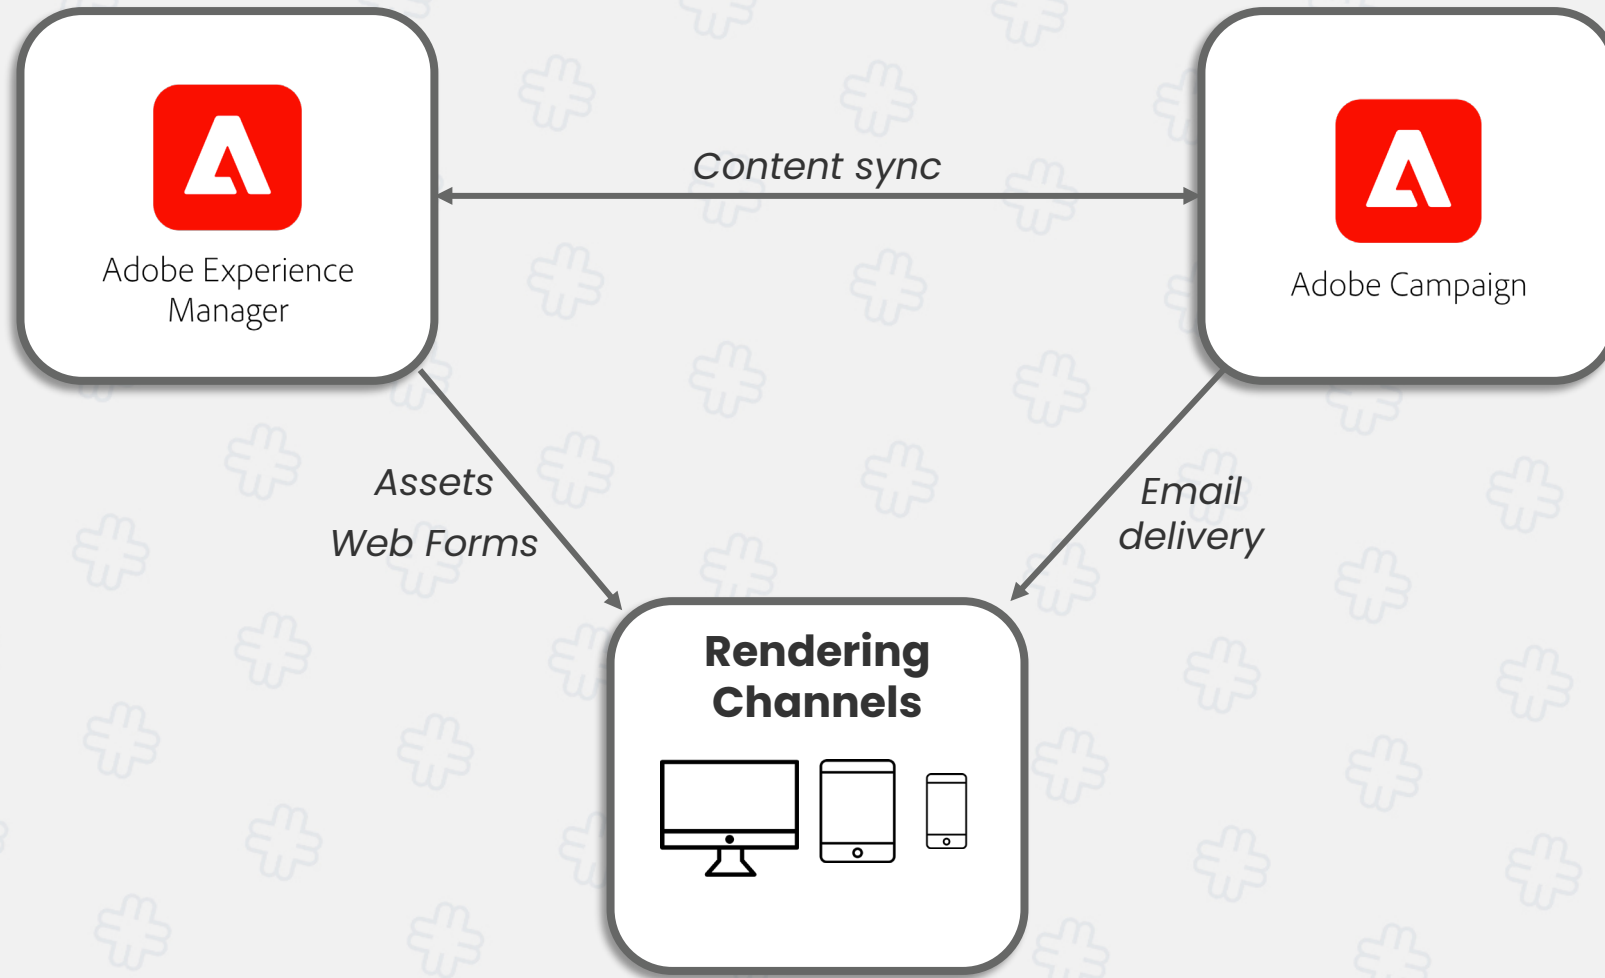 Content sync
Adobe Experience
Manager
Adobe Campaign
Assets
Web Forms
Email
delivery
Rendering
Channels